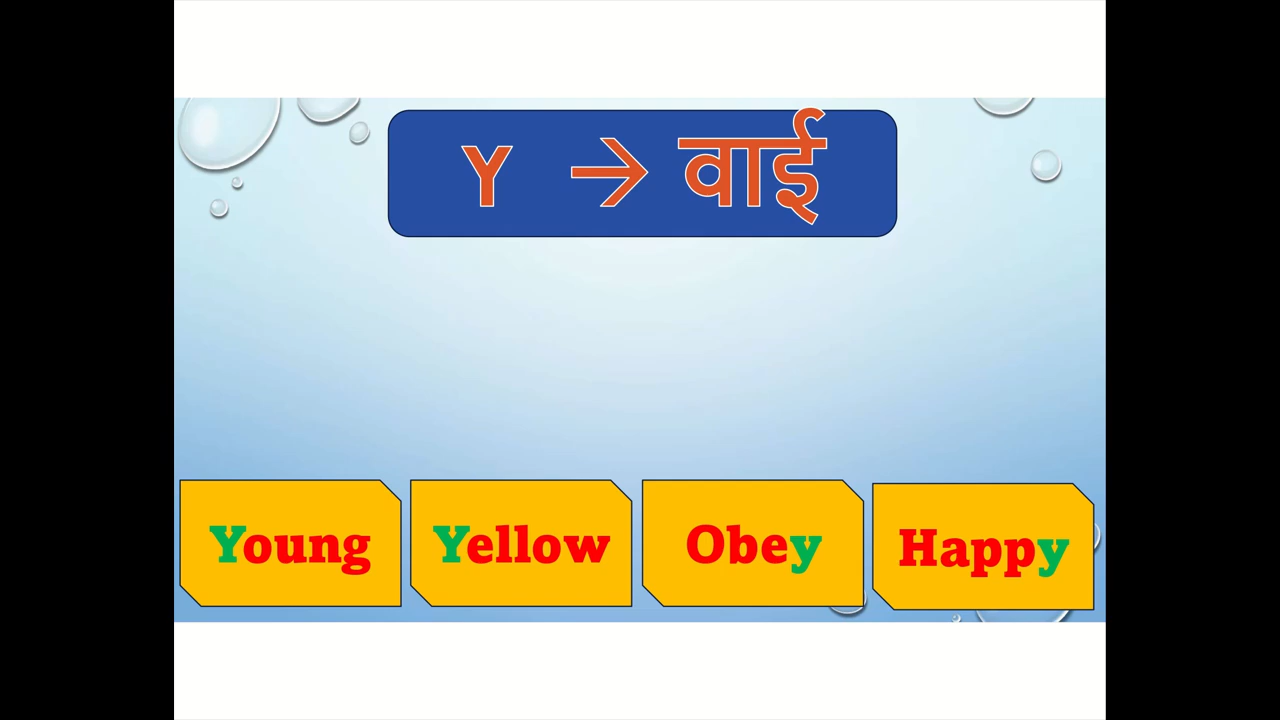 Y → वाई
Young
Yellow
Obey
Happy